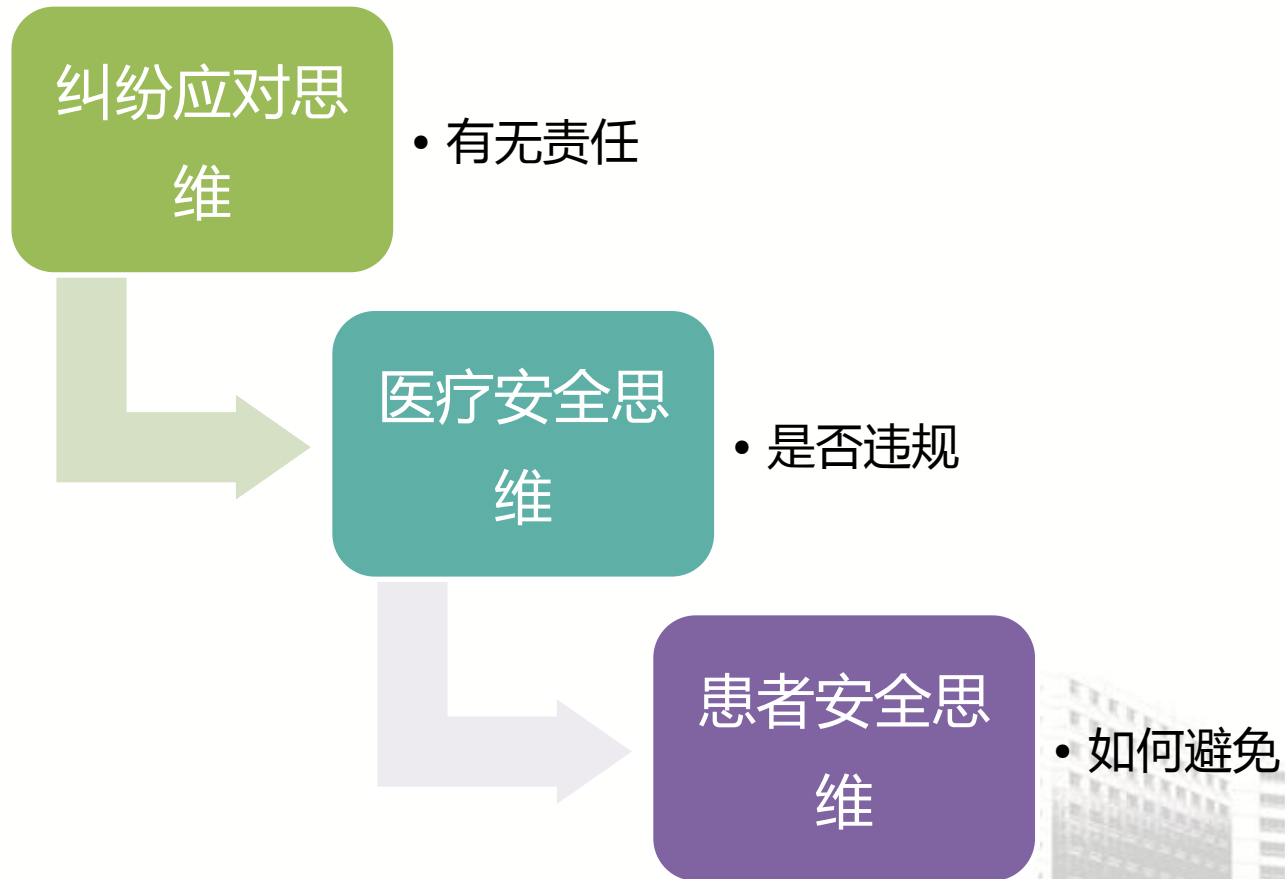 纠纷应对思
维
• 有无责任
医疗安全思
维
• 是否违规
患者安全思
维
• 如何避免